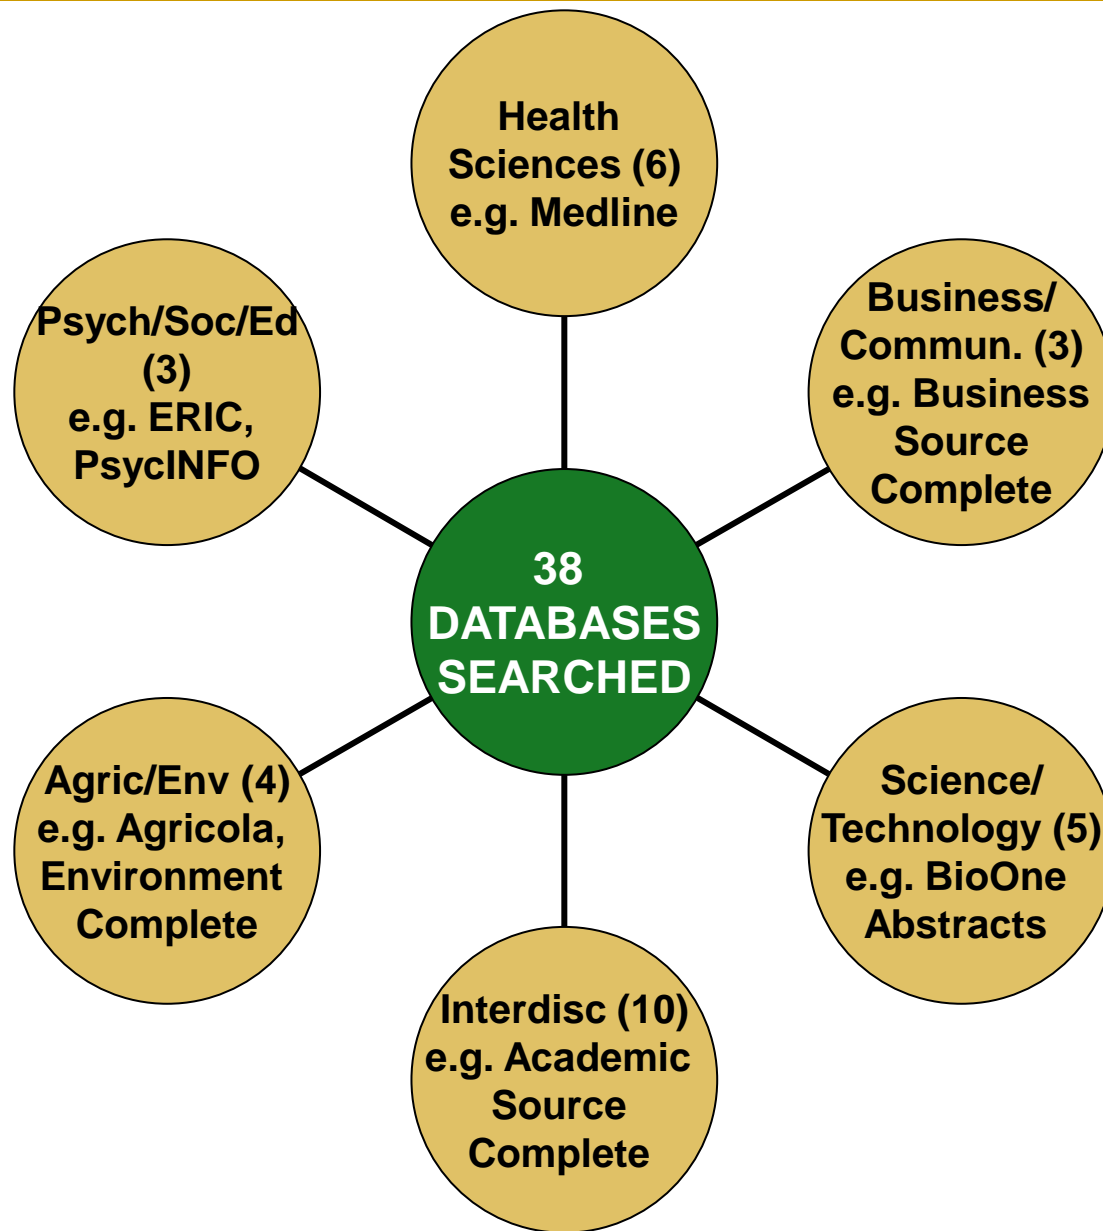 Health
Sciences (6)
e.g. Medline
Business/
Commun. (3)
e.g. Business
Source
Complete
Science/
Technology (5)
e.g. BioOne
Abstracts
Interdisc (10)
e.g. Academic
Source
Complete
Agric/Env (4)
e.g. Agricola,
Environment
Complete
Psych/Soc/Ed
(3)
e.g. ERIC,
PsycINFO
38
DATABASES
SEARCHED